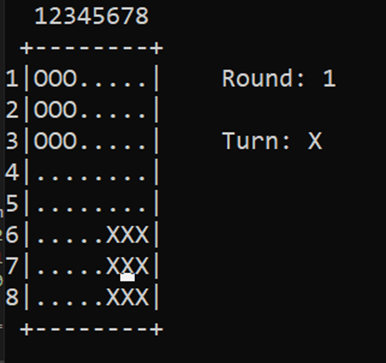 12345678
+--------+
1|OOO.....| Round: 1
2|OOO.....|
3|OOO.....| Turn: X
4|........|
5|........|
6|.....XXX|
7|.....XXX|
8|.....XXX|
+--------+